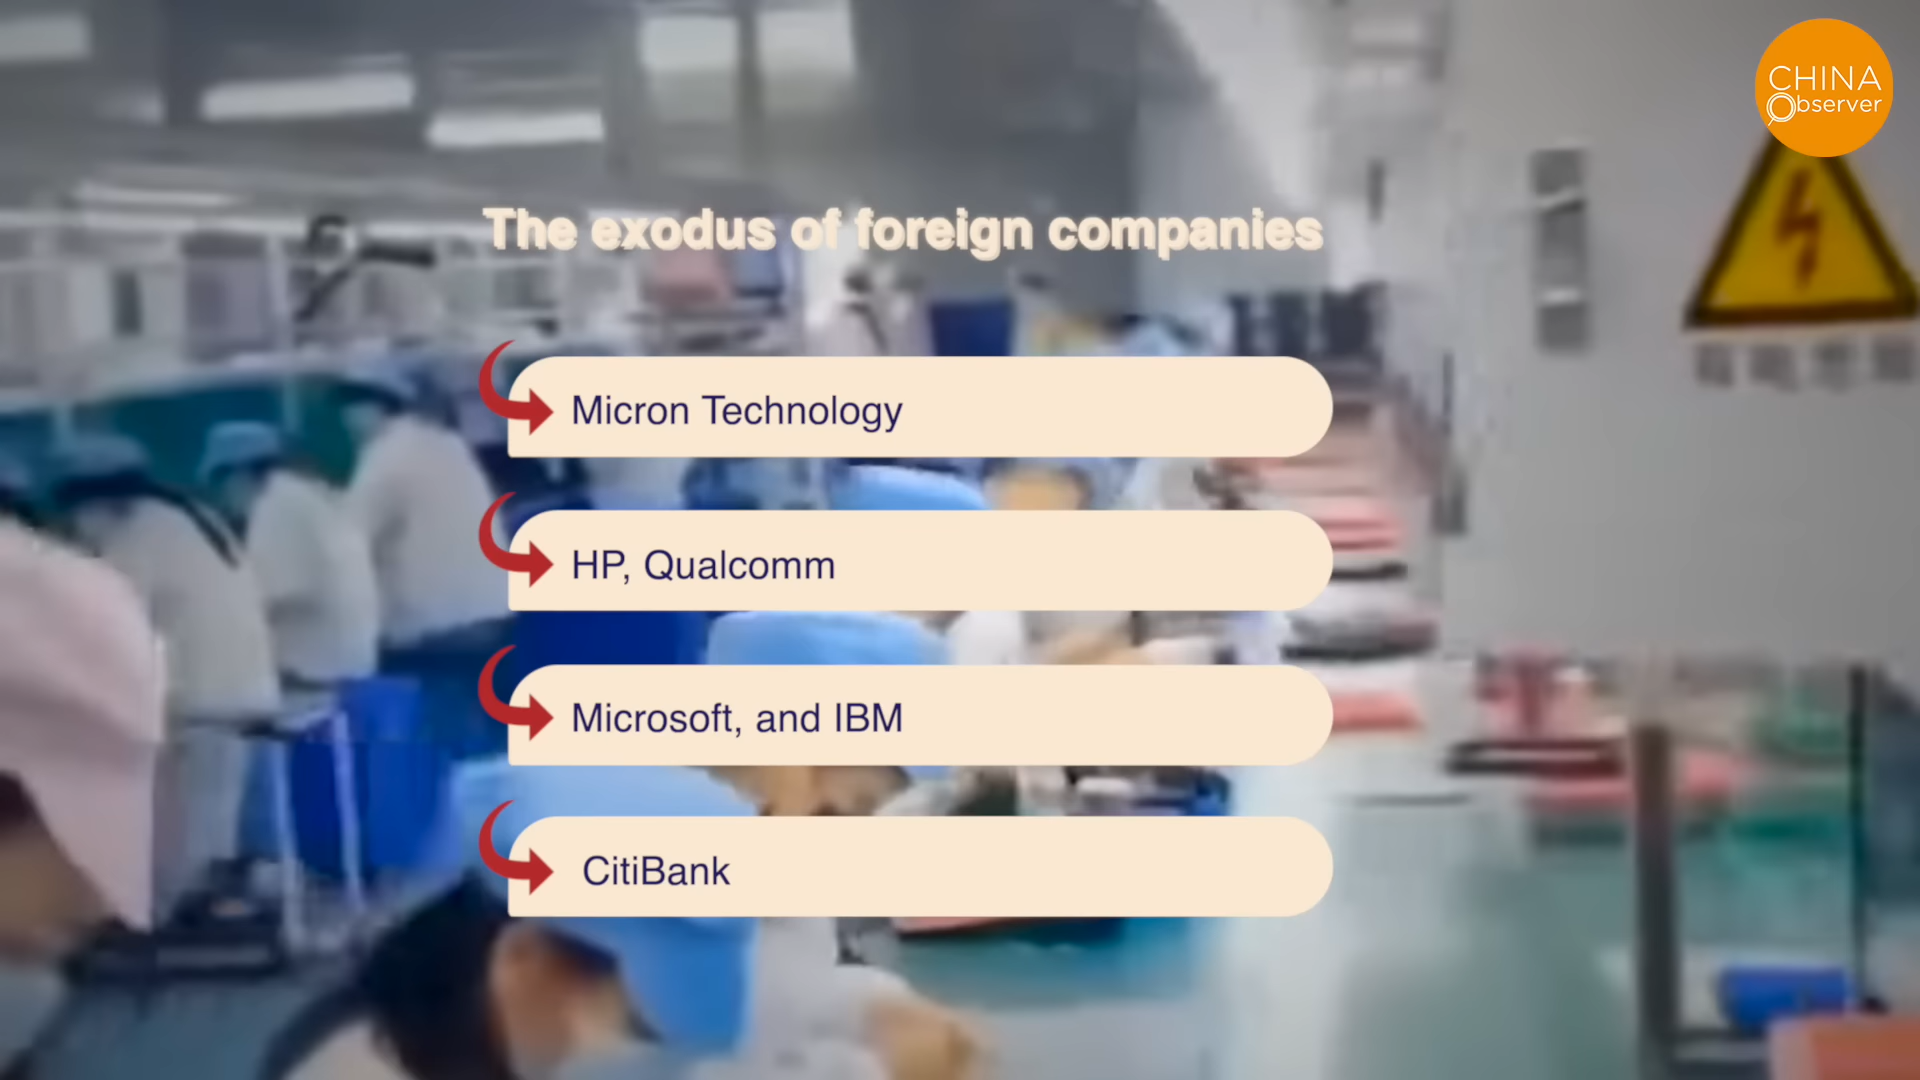 CHINA
Observer
The exodus of foreign companies
Micron Technology
HP, Qualcomm
Microsoft, and IBM
CitiBank